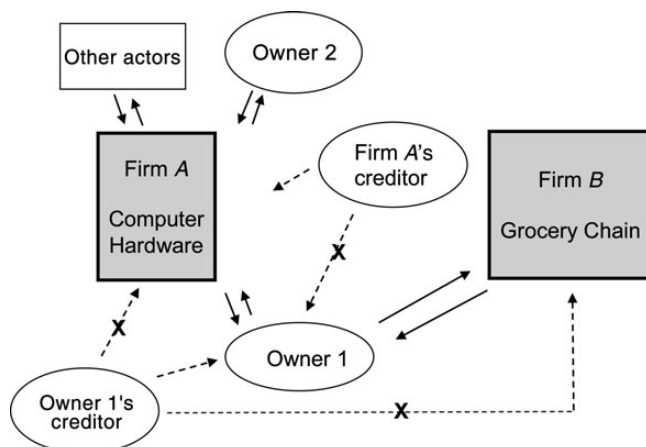 Other actors
Owner 2
Firm A
Computer
Hardware
Firm A's
creditor
Firm B
Grocery Chain
X
X
Owner 1
Owner 1's
creditor
X